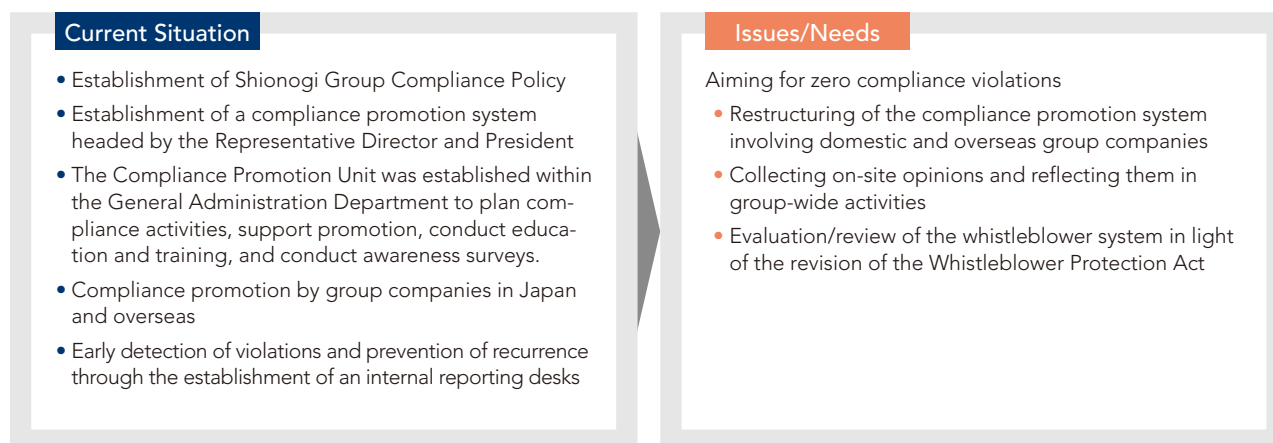 Current Situation
• Establishment of Shionogi Group Compliance Policy
• Establishment of a compliance promotion system
headed by the Representative Director and President
• The Compliance Promotion Unit was established within
the General Administration Department to plan com-
pliance activities, support promotion, conduct educa-
tion and training, and conduct awareness surveys.
• Compliance promotion by group companies in Japan
and overseas
• Early detection of violations and prevention of recurrence
through the establishment of an internal reporting desks
Issues/Needs
Aiming for zero compliance violations
• Restructuring of the compliance promotion system
involving domestic and overseas group companies
• Collecting on-site opinions and reflecting them in
group-wide activities
• Evaluation/review of the whistleblower system in light
of the revision of the Whistleblower Protection Act